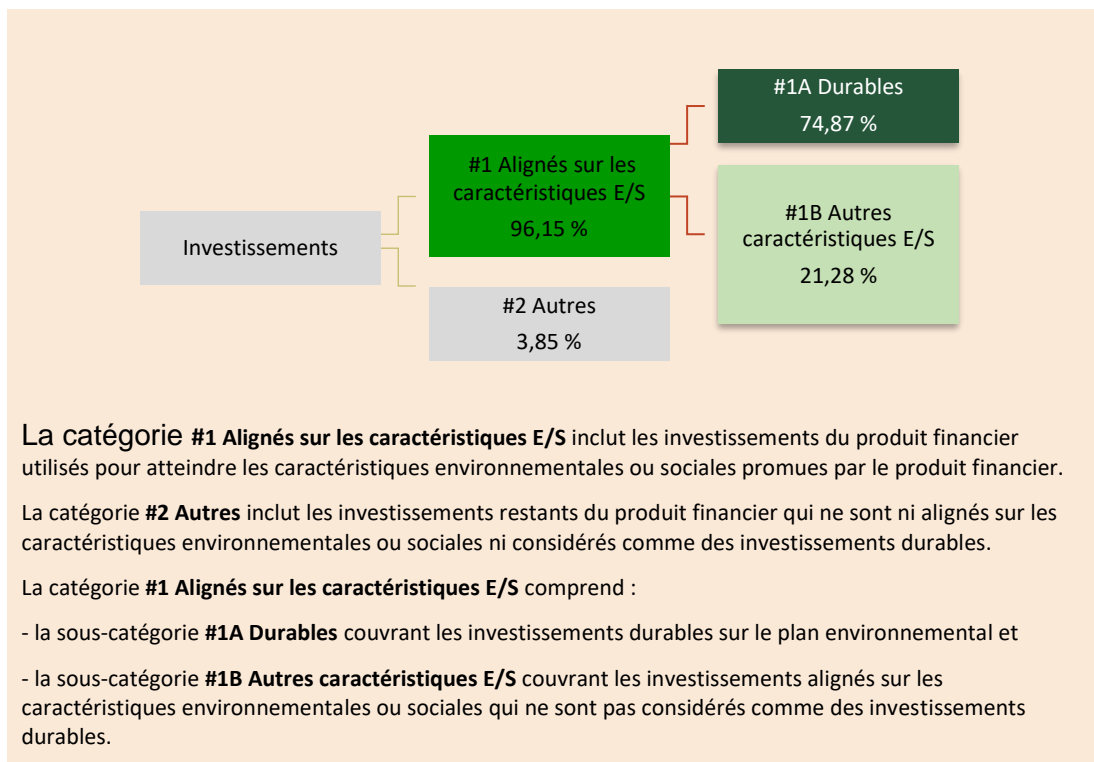 #1A Durables
74,87 %
#1 Alignés sur les
caractéristiques E/S
96,15 %
#1B Autres
caractéristiques E/S
21,28 %
Investissements
#2 Autres
3,85 %
La catégorie #1 Alignés sur les caractéristiques E/S inclut les investissements du produit financier
utilisés pour atteindre les caractéristiques environnementales ou sociales promues par le produit financier.
La catégorie #2 Autres inclut les investissements restants du produit financier qui ne sont ni alignés sur les
caractéristiques environnementales ou sociales ni considérés comme des investissements durables.
La catégorie #1 Alignés sur les caractéristiques E/S comprend :
- la sous-catégorie #1A Durables couvrant les investissements durables sur le plan environnemental et
- la sous-catégorie #1B Autres caractéristiques E/S couvrant les investissements alignés sur les
caractéristiques environnementales ou sociales qui ne sont pas considérés comme des investissements
durables.